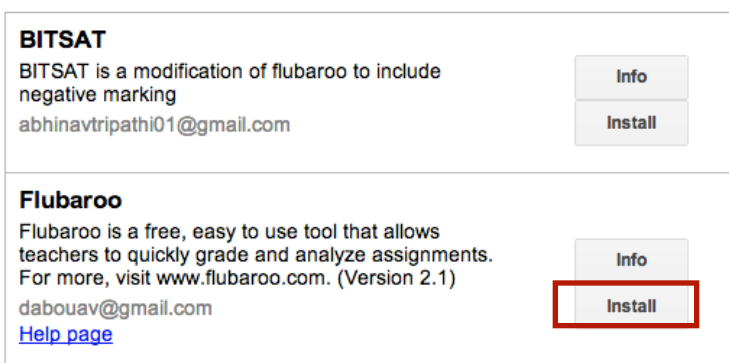 BITSAT
BITSAT is a modification of flubaroo to include
negative marking
abhinavtripathi01@gmail.com
Info
Install
Flubaroo
Flubaroo is a free, easy to use tool that allows
teachers to quickly grade and analyze assignments.
For more, visit www.flubaroo.com. (Version 2.1)
dabouav@gmail.com
Help page
Info
Install